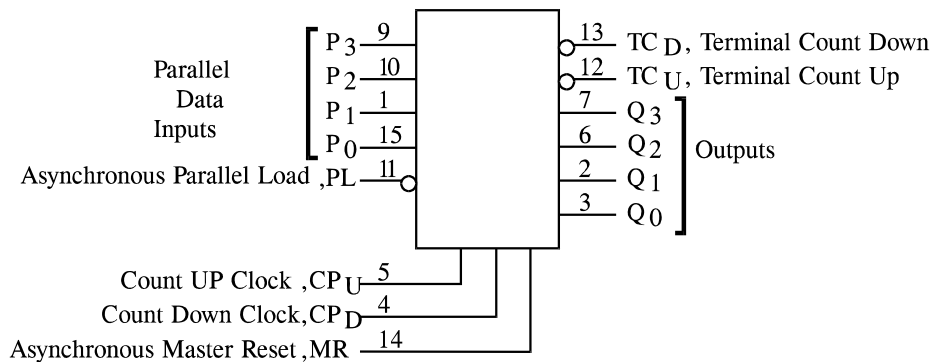 P3 9
P2 10
P1 1
P0 15
Parallel
Data
Inputs
Asynchronous Parallel Load ,PL 11
13 TC D, Terminal Count Down
12 TC U, Terminal Count Up
7 Q3
6 Q2
2 Q1
3 Q0
Outputs
Count UP Clock ,CPU 5
Count Down Clock,CPD 4
Asynchronous Master Reset ,MR 14